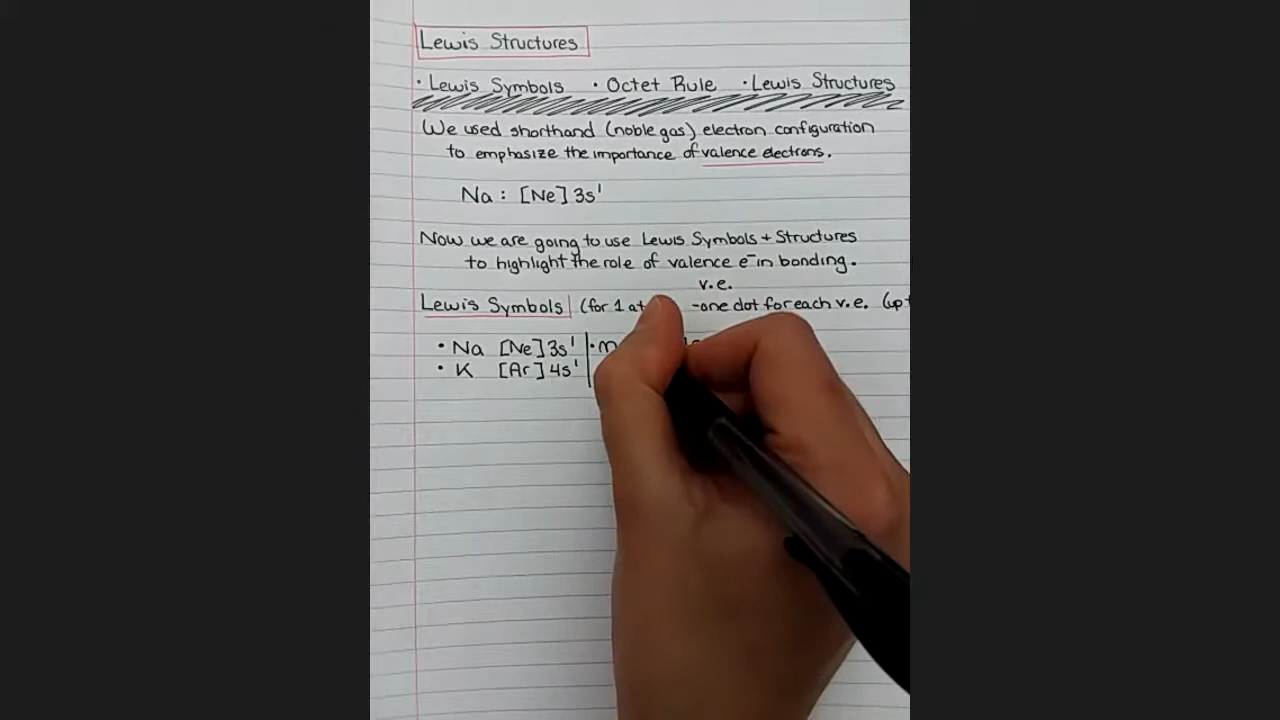 Lewis Structures
• Lewis Symbols • Octet Rule • Lewis Structures
We used shorthand (noble gas) electron configuration
to emphasize the importance of valence electrons.
Na: [Ne] 3s¹
Now we are going to use Lewis Symbols + Structures
to highlight the role of valence e⁻ in bonding.
v.e.
Lewis Symbols (for 1 -one dot for each v.e. (up
• Na [Ne] 3s¹
• K [Ar] 4s¹